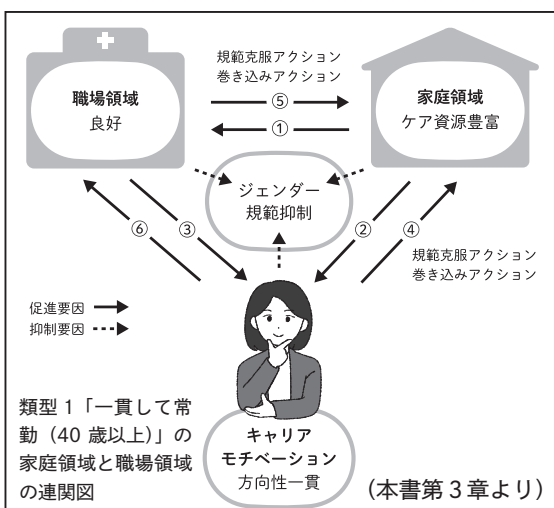 規範克服アクション
巻き込みアクション
職場領域
良好
⑤
①
家庭領域
ケア資源豊富
ジェンダー
規範抑制
⑥
③
②
④
規範克服アクション
巻き込みアクション
促進要因
抑制要因
類型1「一貫して常
勤（40歳以上）」の
家庭領域と職場領域
の連関図
キャリア
モチベーション
方向性一貫
（本書第3章より）